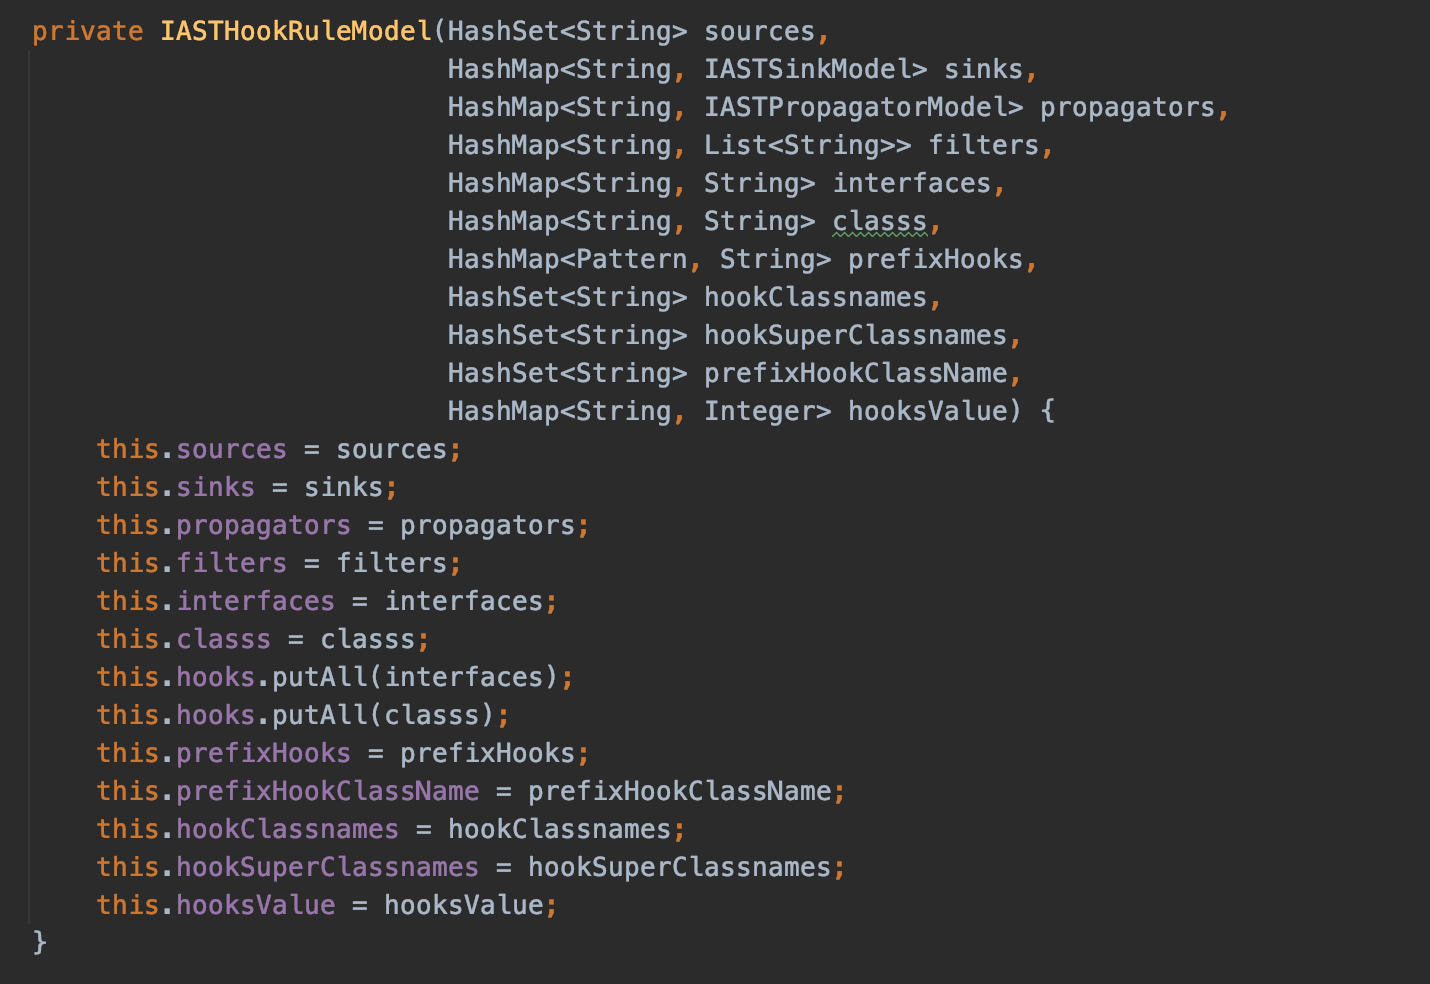 private IASTHookRuleModel(HashSet<String> sources,
HashMap<String, IASTSinkModel> sinks,
HashMap<String, IASTPropagatorModel> propagators,
HashMap<String, List<String>> filters,
HashMap<String, String> interfaces,
HashMap<String, String> classs,
HashMap<Pattern, String> prefixHooks,
HashSet<String> hookClassnames,
HashSet<String> hookSuperClassnames,
HashSet<String> prefixHookClassName,
HashMap<String, Integer> hooksValue) {
this.sources = sources;
this.sinks = sinks;
this.propagators = propagators;
this.filters = filters;
this.interfaces = interfaces;
this.classs = classs;
this.hooks.putAll(interfaces);
this.hooks.putAll(classs);
this.prefixHooks = prefixHooks;
this.prefixHookClassName = prefixHookClassName;
this.hookClassnames = hookClassnames;
this.hookSuperClassnames = hookSuperClassnames;
this.hooksValue = hooksValue;
}